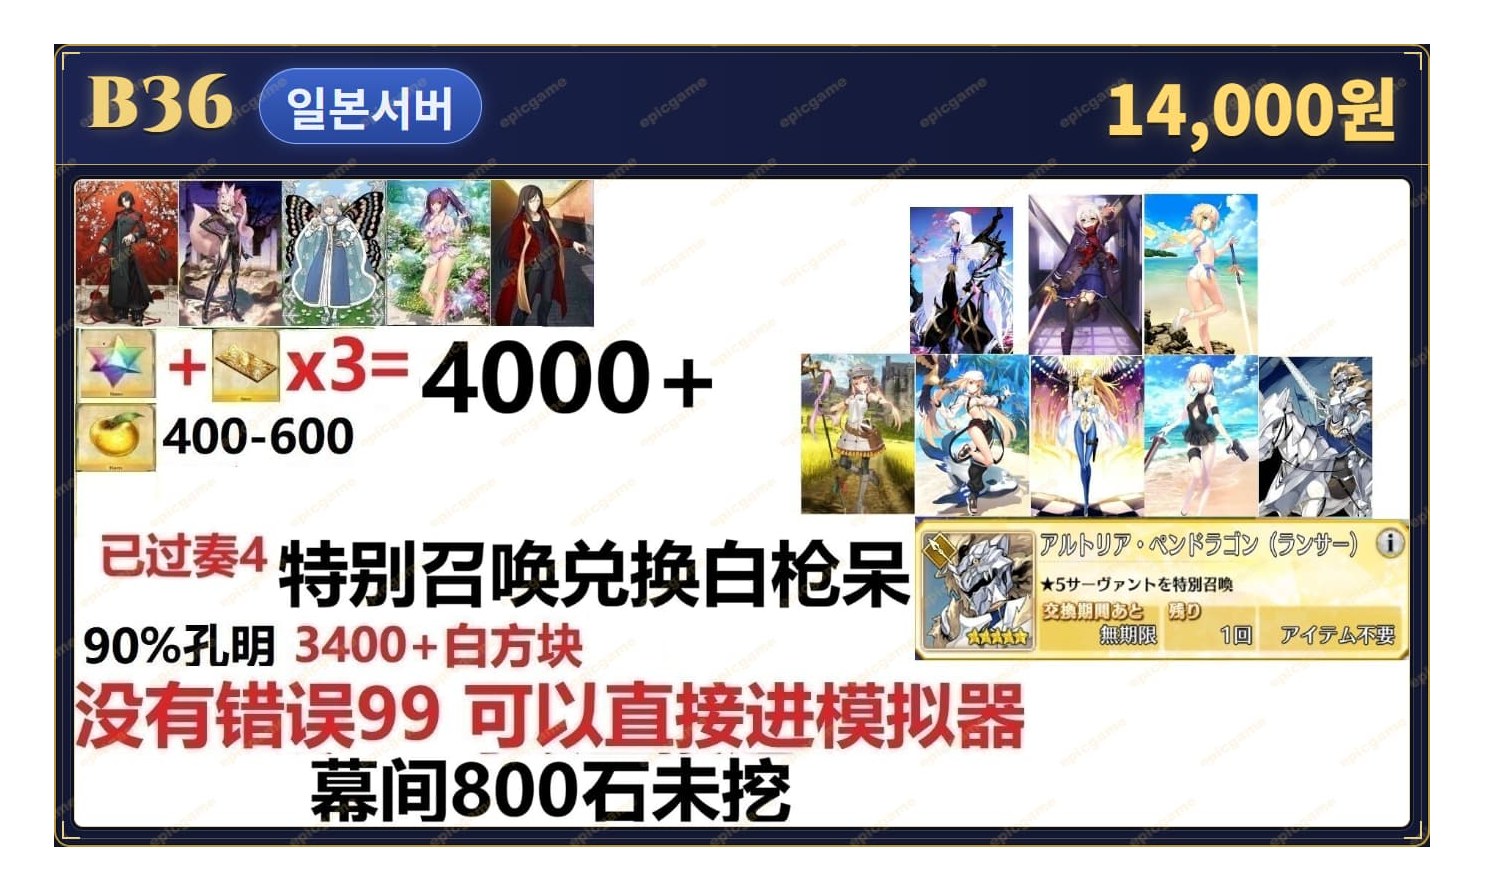 B36 일본서버 14,000원
+ x3= 4000+
400-600
已过奏4 特别召唤兑换白枪呆
アルトリア・ペンドラゴン（ランサー） i
★5サーヴァントを特別召喚
交換期間あと 残り
無期限 1回 アイテム不要
90%孔明 3400+白方块
没有错误99 可以直接进模拟器
幕间800石未挖
epicgame